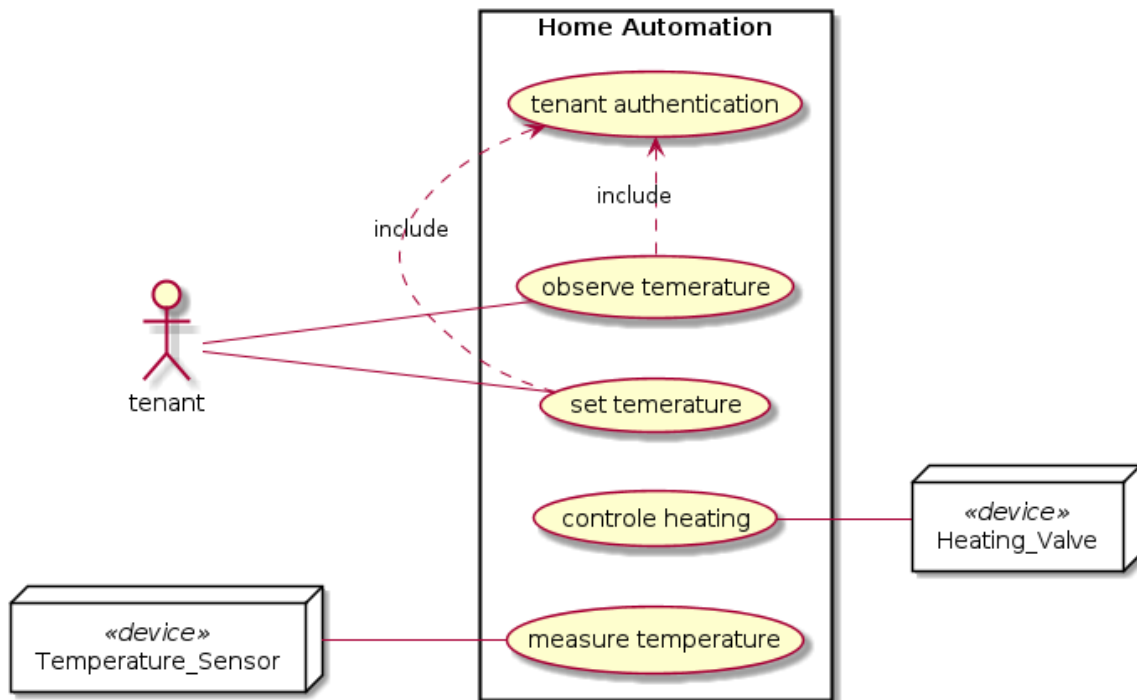 Home Automation
tenant authentication
include
include
observe temerature
tenant
set temerature
controle heating
«device»
Heating_Valve
«device»
Temperature_Sensor
measure temperature